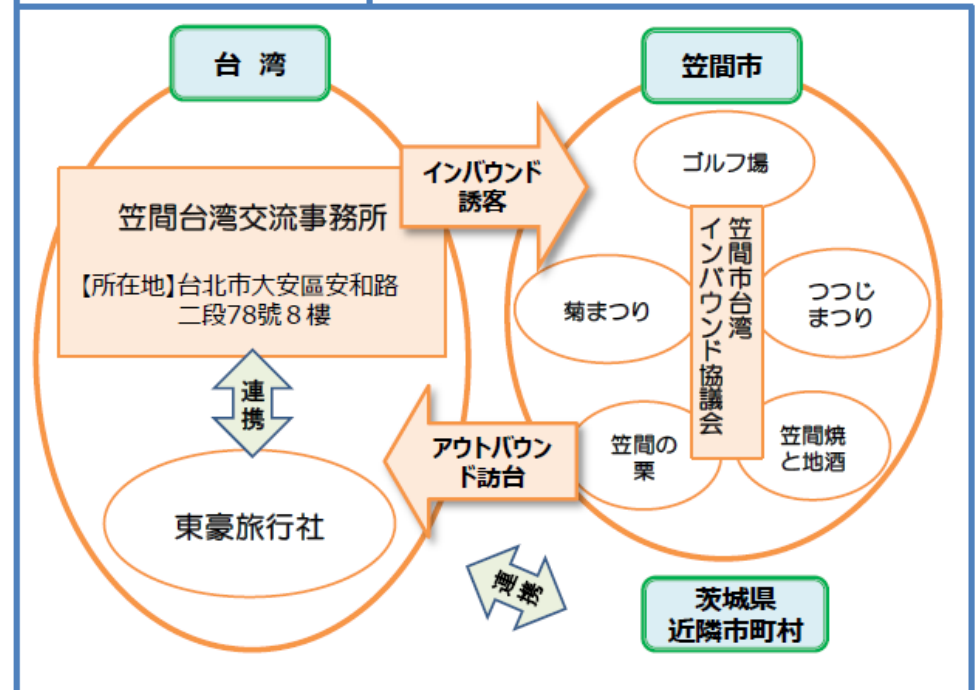 台 湾
笠間市
笠間台湾交流事務所
【所在地】台北市大安區安和路
二段78號８樓
連
携
東豪旅行社
インバウンド
誘客
アウトバウン
ド訪台
ゴルフ場
笠間市台湾
インバウンド協議会
菊まつり
つつじ
まつり
笠間の
栗
笠間焼
と地酒
連
携
茨城県
近隣市町村